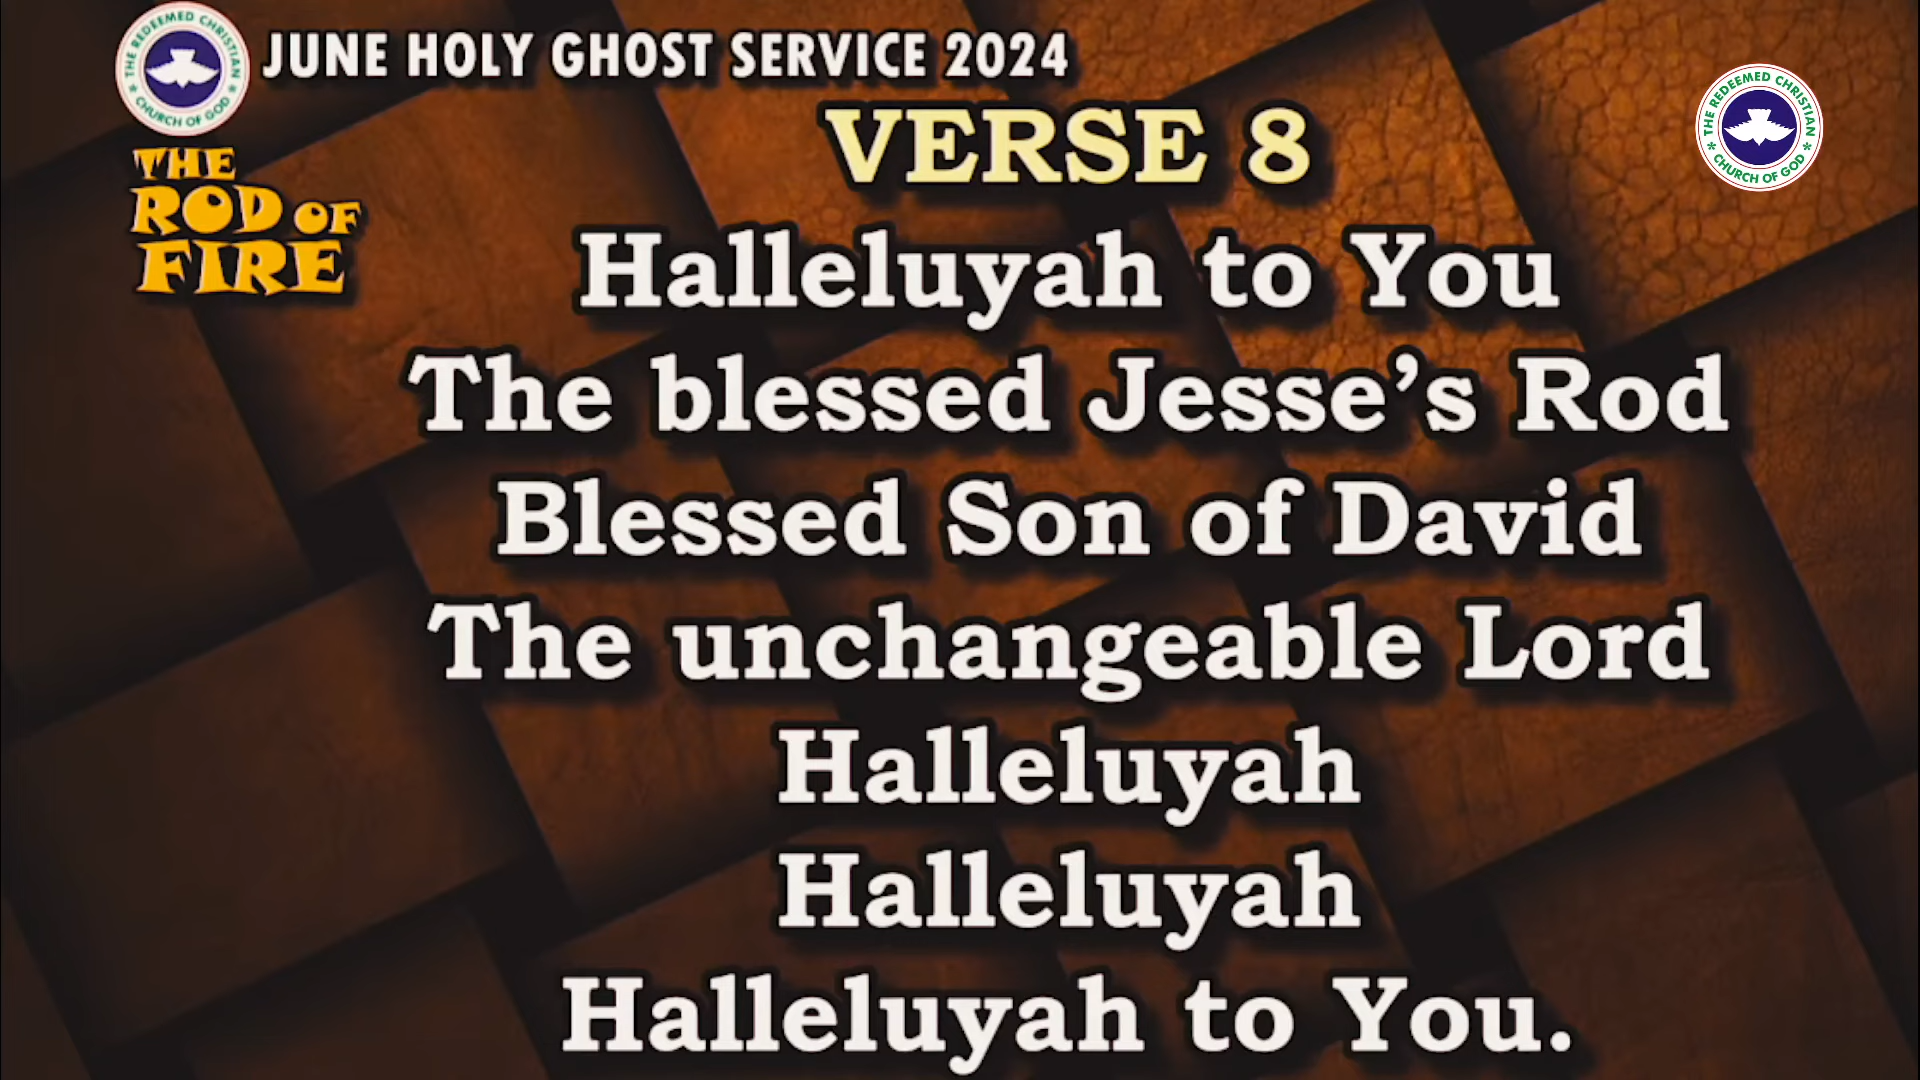 THE REDEEMED CHRISTIAN
CHURCH OF GOD
JUNE HOLY GHOST SERVICE 2024
THE
ROD OF
FIRE
THE REDEEMED CHRISTIAN
CHURCH OF GOD
VERSE 8
Halleluyah to You
The blessed Jesse’s Rod
Blessed Son of David
The unchangeable Lord
Halleluyah
Halleluyah
Halleluyah to You.